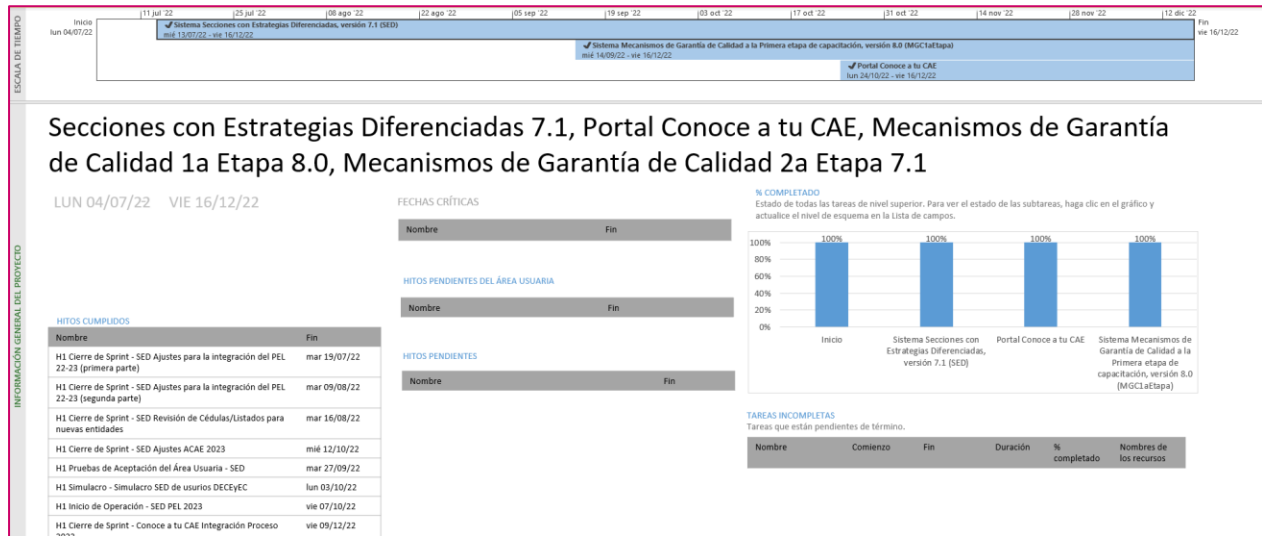 ESCALA DE TIEMPO
Inicio
lun 04/07/22
11 jul '22 25 jul '22 08 ago '22 22 ago '22 05 sep '22 19 sep '22 03 oct '22 17 oct '22 31 oct '22 14 nov '22 28 nov '22 12 dic '22
Sistema Secciones con Estrategias Diferenciadas, versión 7.1 (SED)
mié 13/07/22 - vie 16/12/22
Sistema Mecanismos de Garantía de Calidad a la Primera etapa de capacitación, versión 8.0 (MGC1aEtapa)
mié 14/09/22 - vie 16/12/22
Portal Conoce a tu CAE
lun 24/10/22 - vie 16/12/22
Fin
vie 16/12/22
INFORMACIÓN GENERAL DEL PROYECTO
Secciones con Estrategias Diferenciadas 7.1, Portal Conoce a tu CAE, Mecanismos de Garantía
de Calidad 1a Etapa 8.0, Mecanismos de Garantía de Calidad 2a Etapa 7.1
LUN 04/07/22 VIE 16/12/22
HITOS CUMPLIDOS
Nombre Fin
H1 Cierre de Sprint - SED Ajustes para la integración del PEL mar 19/07/22
22-23 (primera parte)
H1 Cierre de Sprint - SED Ajustes para la integración del PEL mar 09/08/22
22-23 (segunda parte)
H1 Cierre de Sprint - SED Revisión de Cédulas/Listados para mar 16/08/22
nuevas entidades
H1 Cierre de Sprint - SED Ajustes ACAE 2023 mié 12/10/22
H1 Pruebas de Aceptación del Área Usuaria - SED mar 27/09/22
H1 Simulacro - Simulacro SED de usurios DECEyEC lun 03/10/22
H1 Inicio de Operación - SED PEL 2023 vie 07/10/22
H1 Cierre de Sprint - Conoce a tu CAE Integración Proceso vie 09/12/22
FECHAS CRÍTICAS
Nombre Fin
HITOS PENDIENTES DEL ÁREA USUARIA
Nombre Fin
HITOS PENDIENTES
Nombre Fin
% COMPLETADO
Estado de todas las tareas de nivel superior. Para ver el estado de las subtareas, haga clic en el gráfico y
actualice el nivel de esquema en la Lista de campos.
100% 100% 100% 100%
100%
80%
60%
40%
20%
0%
Inicio Sistema Secciones con Portal Conoce a tu CAE Sistema Mecanismos de
Estrategias Diferenciadas, Garantía de Calidad a la
versión 7.1 (SED) Primera etapa de
capacitación, versión 8.0
(MGC1aEtapa)
TAREAS INCOMPLETAS
Tareas que están pendientes de término.
Nombre Comienzo Fin Duración % Nombres de
completado los recursos